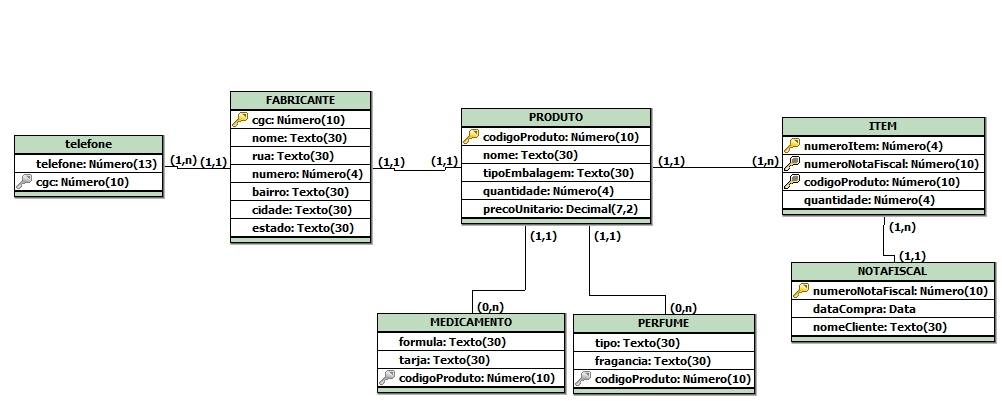 telefone
telefone: Número(13)
cgc: Número(10)
(1,n)
(1,1)
FABRICANTE
cgc: Número(10)
nome: Texto(30)
rua: Texto(30)
numero: Número(4)
bairro: Texto(30)
cidade: Texto(30)
estado: Texto(30)
(1,1)
(1,1)
PRODUTO
codigoProduto: Número(10)
nome: Texto(30)
tipoEmbalagem: Texto(30)
quantidade: Número(4)
precoUnitario: Decimal(7,2)
(1,1)
(1,n)
ITEM
numeroItem: Número(4)
numeroNotaFiscal: Número(10)
codigoProduto: Número(10)
quantidade: Número(4)
(1,n)
(1,1)
NOTAFISCAL
numeroNotaFiscal: Número(10)
dataCompra: Data
nomeCliente: Texto(30)
(1,1)
(1,1)
(0,n)
(0,n)
MEDICAMENTO
formula: Texto(30)
tarja: Texto(30)
codigoProduto: Número(10)
PERFUME
tipo: Texto(30)
fragancia: Texto(30)
codigoProduto: Número(10)